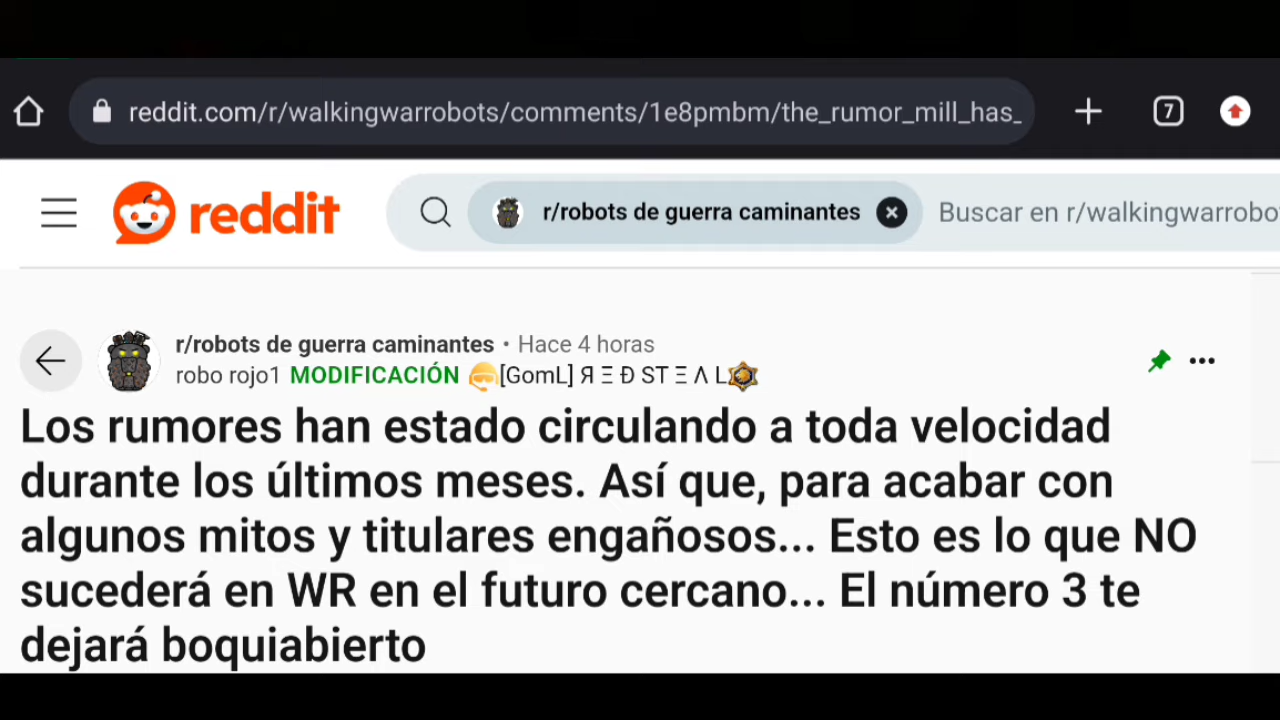 reddit.com/r/walkingwarrobots/comments/1e8pmbm/the_rumor_mill_has_
7
reddit
r/robots de guerra caminantes
Buscar en r/walkingwarrobo
r/robots de guerra caminantes • Hace 4 horas
robo rojo1 MODIFICACIÓN [GomL] Я Ξ Đ ST Ξ Λ L
Los rumores han estado circulando a toda velocidad
durante los últimos meses. Así que, para acabar con
algunos mitos y titulares engañosos... Esto es lo que NO
sucederá en WR en el futuro cercano... El número 3 te
dejará boquiabierto